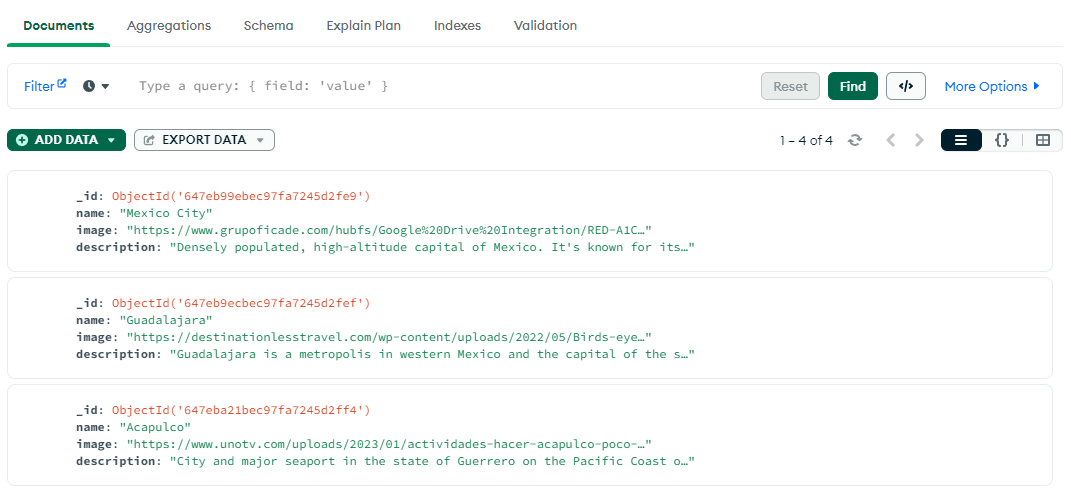 Documents Aggregations Schema Explain Plan Indexes Validation
Filter Type a query: { field: 'value' } Reset Find </> More Options
ADD DATA EXPORT DATA 1 – 4 of 4 {}
_id: ObjectId('647eb99ebec97fa7245d2fe9')
name: "Mexico City"
image: "https://www.grupoficade.com/hubfs/Google%20Drive%20Integration/RED-A1C…"
description: "Densely populated, high-altitude capital of Mexico. It's known for its…"
_id: ObjectId('647eb9ecbec97fa7245d2fef')
name: "Guadalajara"
image: "https://destinationlesstravel.com/wp-content/uploads/2022/05/Birds-eye…"
description: "Guadalajara is a metropolis in western Mexico and the capital of the s…"
_id: ObjectId('647eba21bec97fa7245d2ff4')
name: "Acapulco"
image: "https://www.unotv.com/uploads/2023/01/actividades-hacer-acapulco-poco-…"
description: "City and major seaport in the state of Guerrero on the Pacific Coast o…"